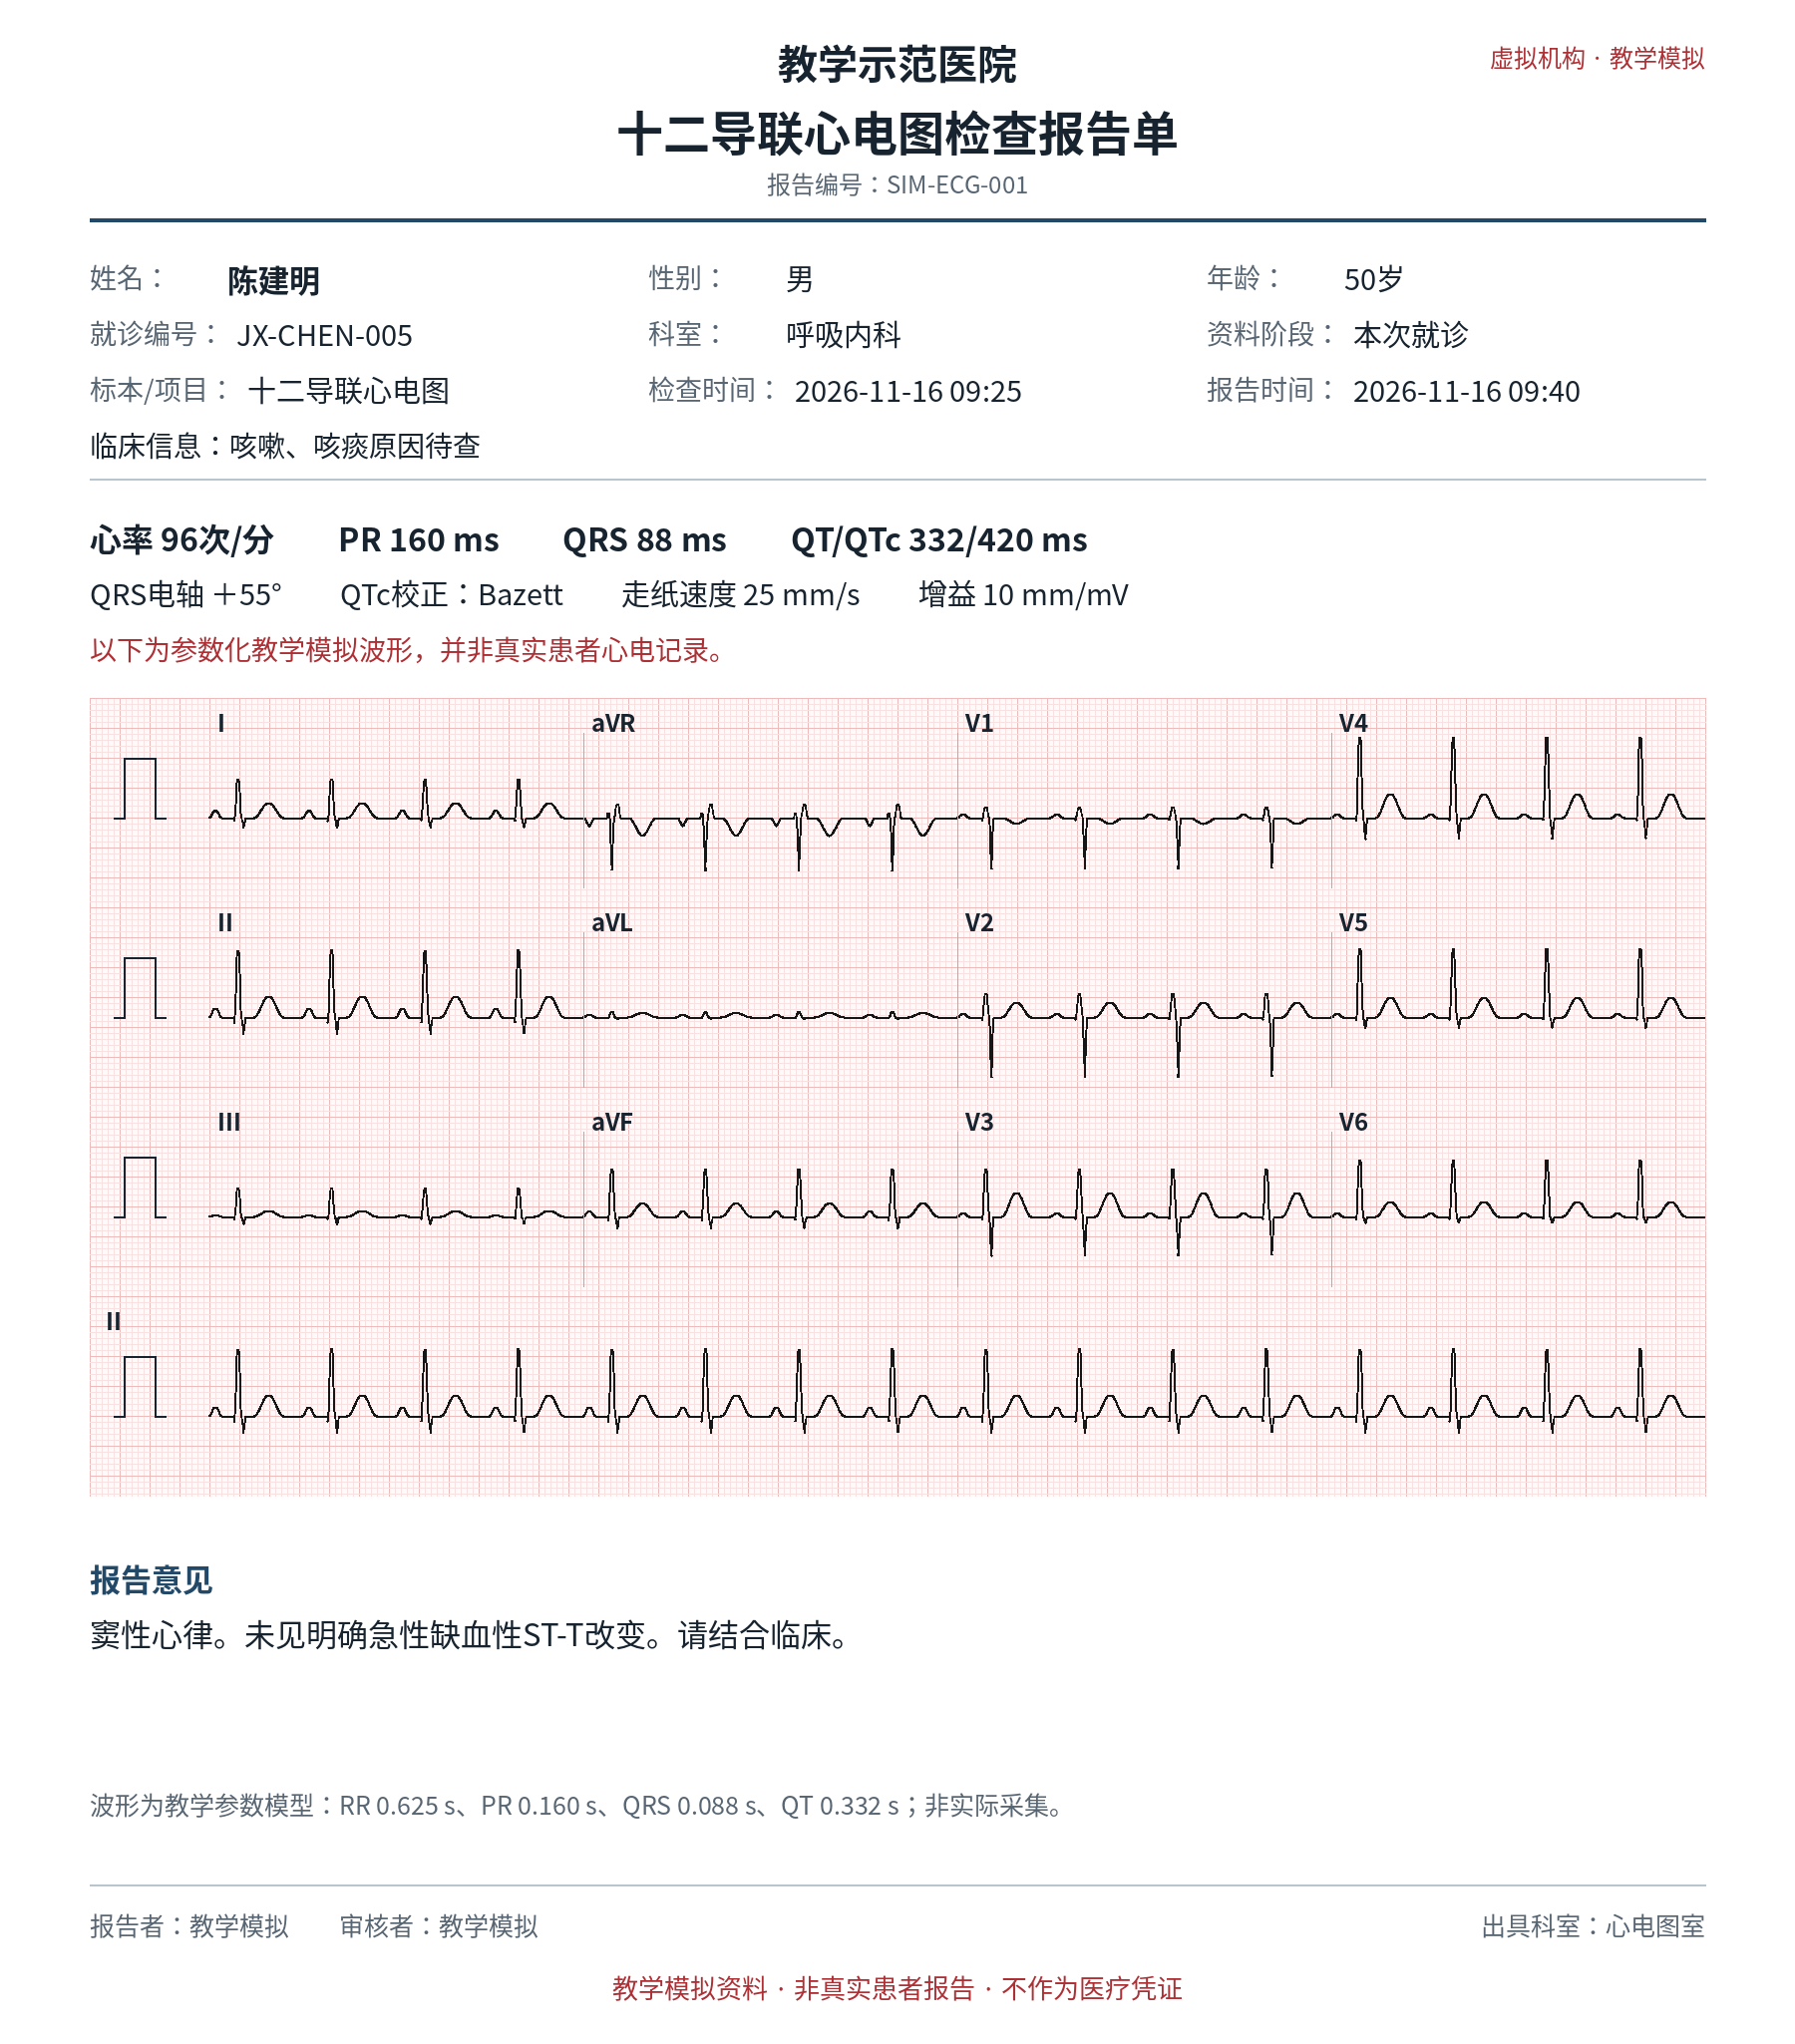 教学示范医院
虚拟机构 · 教学模拟
十二导联心电图检查报告单
报告编号：SIM-ECG-001
姓名： 陈建明 性别： 男 年龄： 50岁
就诊编号： JX-CHEN-005 科室： 呼吸内科 资料阶段： 本次就诊
标本/项目： 十二导联心电图 检查时间： 2026-11-16 09:25 报告时间： 2026-11-16 09:40
临床信息：咳嗽、咳痰原因待查
心率 96次/分 PR 160 ms QRS 88 ms QT/QTc 332/420 ms
QRS电轴 +55° QTc校正：Bazett 走纸速度 25 mm/s 增益 10 mm/mV
以下为参数化教学模拟波形，并非真实患者心电记录。
I aVR V1 V4
II aVL V2 V5
III aVF V3 V6
II
报告意见
窦性心律。未见明确急性缺血性ST-T改变。请结合临床。
波形为教学参数模型：RR 0.625 s、PR 0.160 s、QRS 0.088 s、QT 0.332 s；非实际采集。
报告者：教学模拟 审核者：教学模拟 出具科室：心电图室
教学模拟资料 · 非真实患者报告 · 不作为医疗凭证